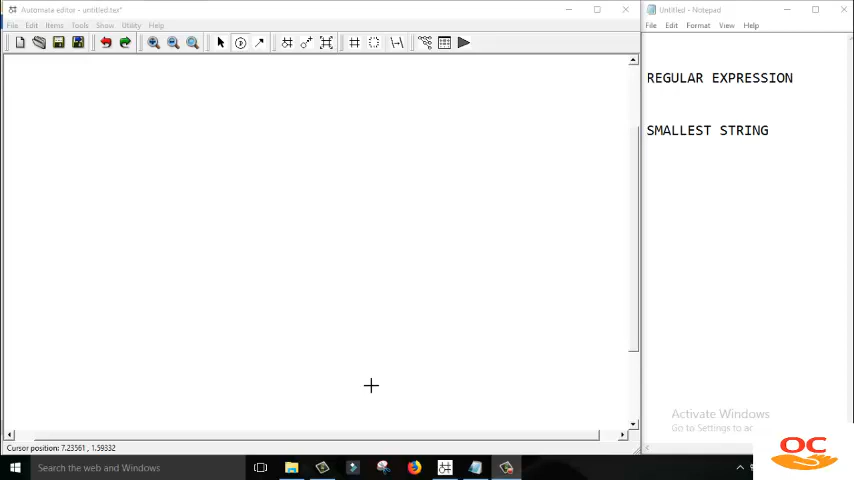 Automata editor - untitled.tex*
File Edit Items Tools Show Utility Help
Cursor position: 7.23561 , 1.59332
Untitled - Notepad
File Edit Format View Help
REGULAR EXPRESSION
SMALLEST STRING
Activate Windows
Go to Settings to ac
OC
Search the web and Windows